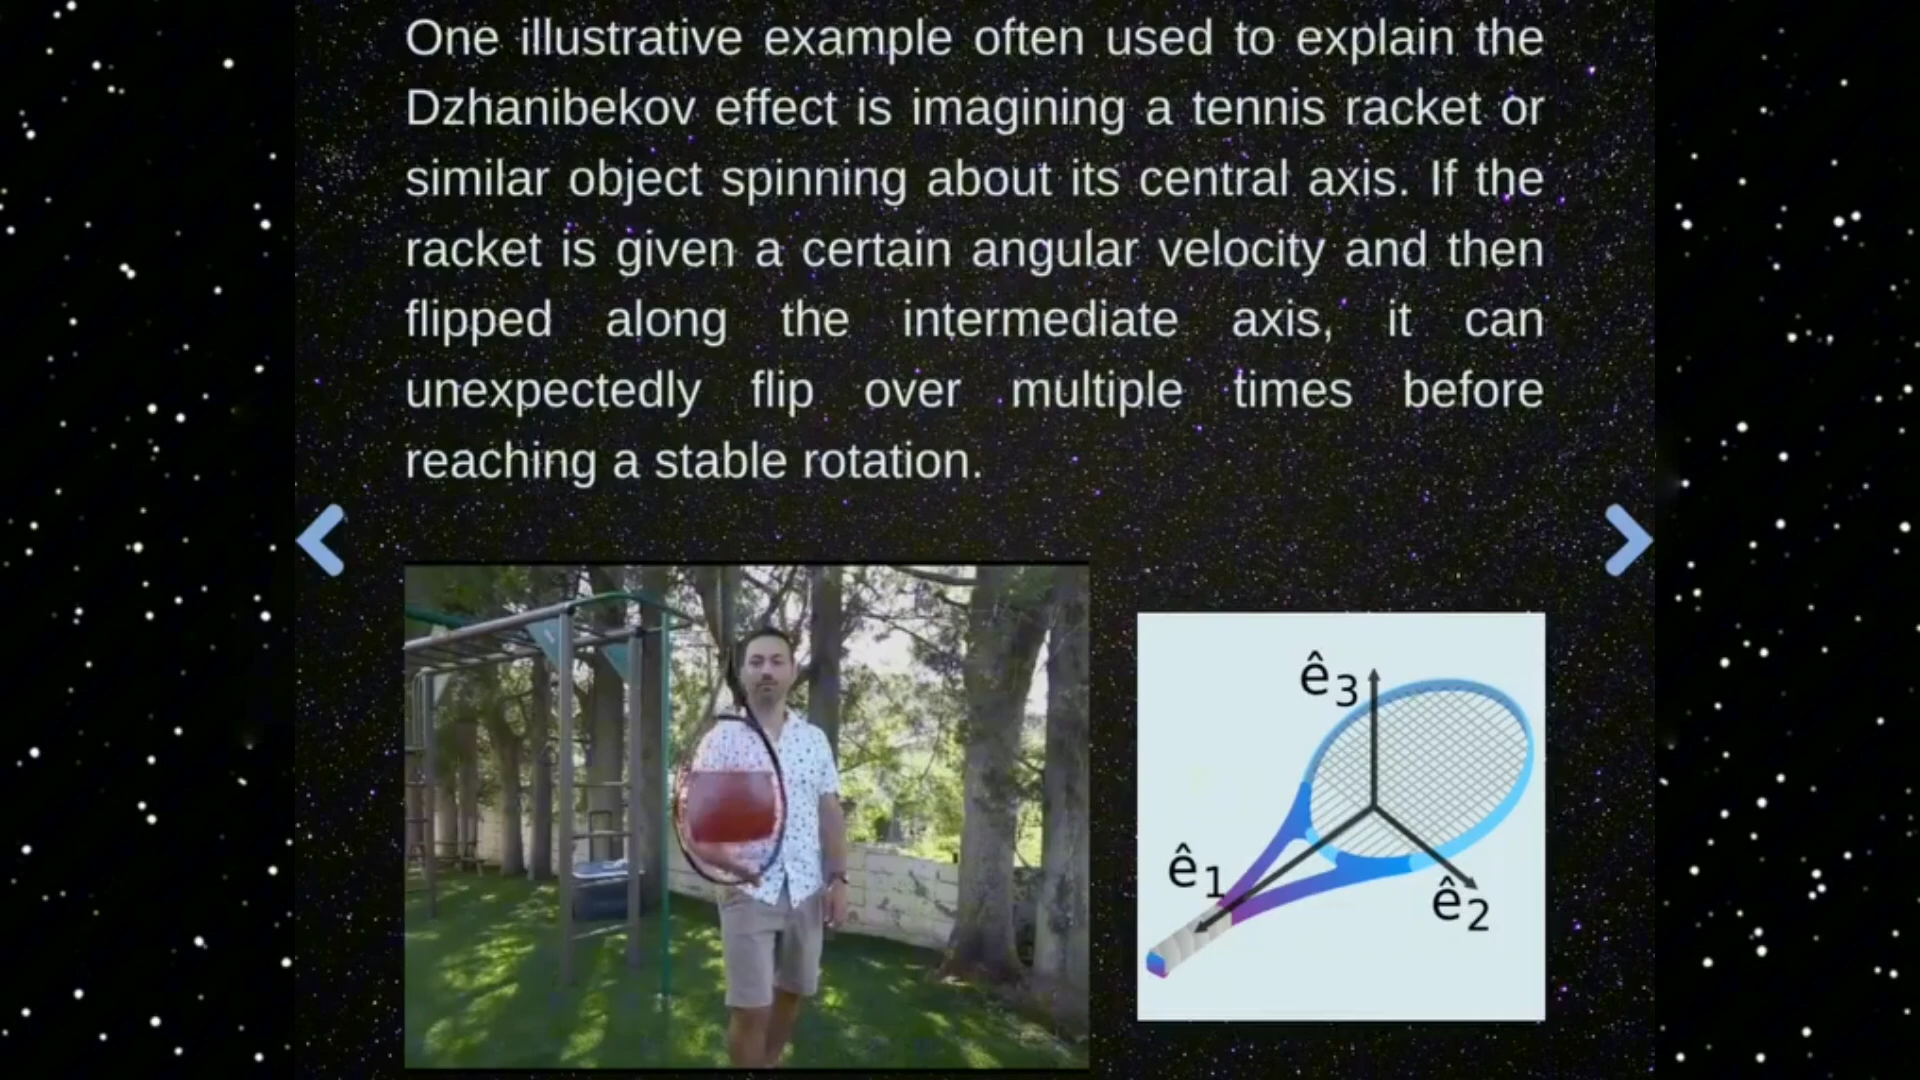 One illustrative example often used to explain the
Dzhanibekov effect is imagining a tennis racket or
similar object spinning about its central axis. If the
racket is given a certain angular velocity and then
flipped along the intermediate axis, it can
unexpectedly flip over multiple times before
reaching a stable rotation.
ê3
ê1
ê2